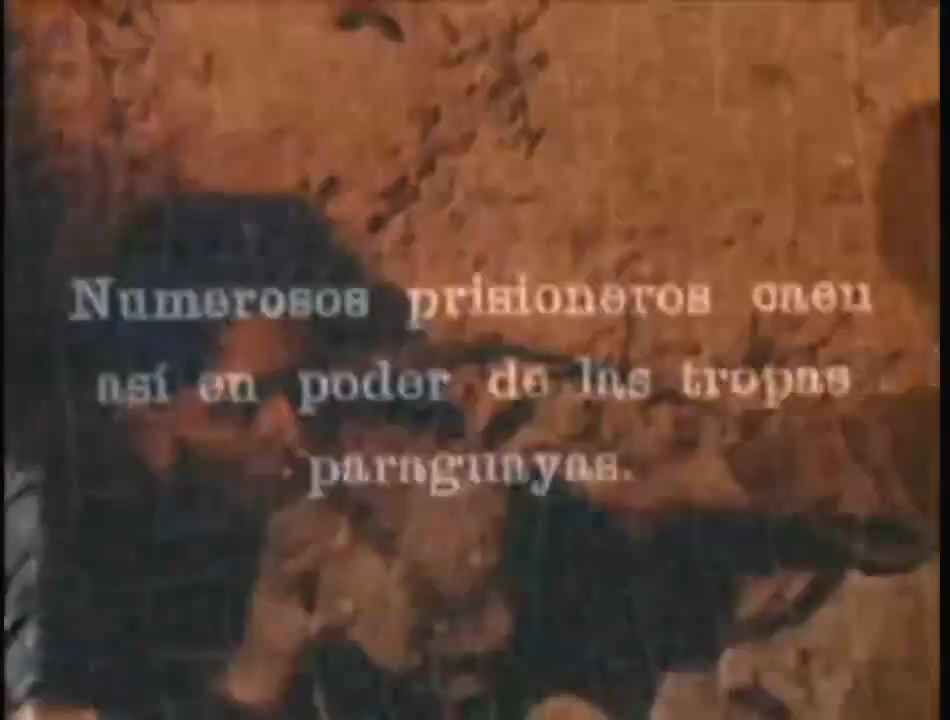 Numerosos prisioneros caen
así en poder de las tropas
paraguayas.